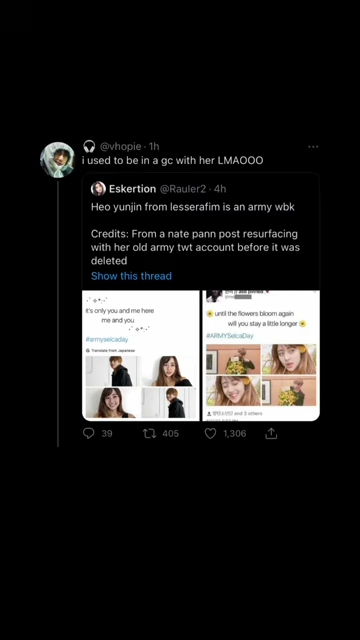 @vhopie · 1h
i used to be in a gc with her LMAOOO
Eskertion @Rauler2 · 4h
Heo yunjin from lesserafim is an army wbk
Credits: From a nate pann post resurfacing
with her old army twt account before it was
deleted
Show this thread
it's only you and me here
me and you
#armyselcaday
Translate from Japanese
until the flowers bloom again
will you stay a little longer
#ARMYSelcaDay
and 3 others
39 405 1,306